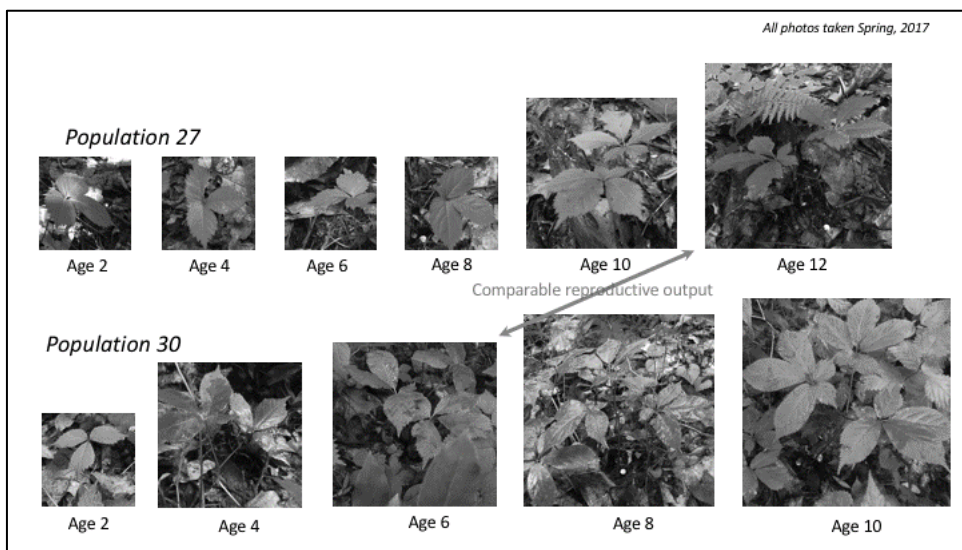 All photos taken Spring, 2017
Population 27
Age 2
Age 4
Age 6
Age 8
Age 10
Age 12
Comparable reproductive output
Population 30
Age 2
Age 4
Age 6
Age 8
Age 10